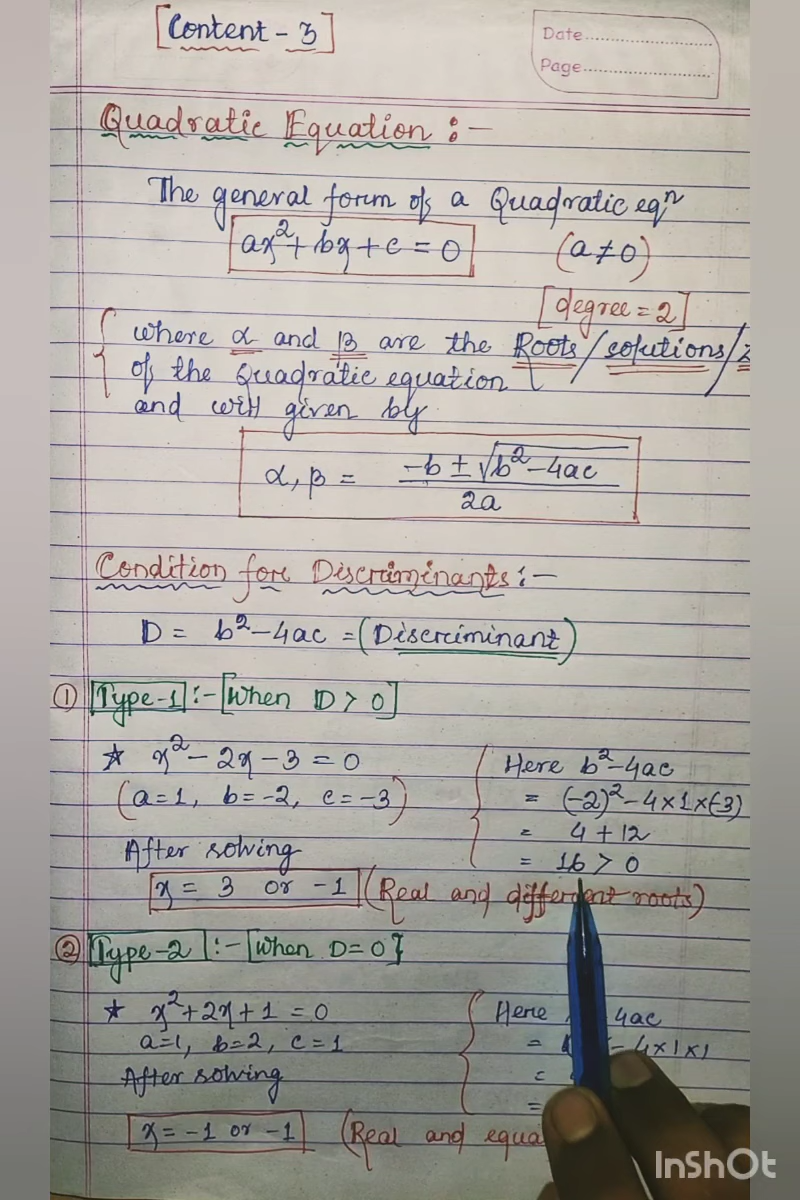 [Content - 3]
Date
Page
Quadratic Equation :-
The general form of a Quadratic eqⁿ
ax² + bx + c = 0 (a ≠ 0)
[degree = 2]
where α and β are the Roots / solutions /
of the Quadratic equation
and will given by
α, β = (-b ± √(b² - 4ac)) / 2a
Condition for Discriminants :-
D = b² - 4ac = (Discriminant)
① Type-1 :- [When D > 0]
☆ x² - 2x - 3 = 0
(a=1, b=-2, c=-3)
After solving
x = 3 or -1
Here b² - 4ac
= (-2)² - 4×1×(-3)
= 4 + 12
= 16 > 0
(Real and different roots)
② Type-2 :- [When D = 0}
☆ x² + 2x + 1 = 0
a=1, b=2, c=1
After solving
x = -1 or -1
Here 4ac
= - 4×1×1
=
=
(Real and
InShOt